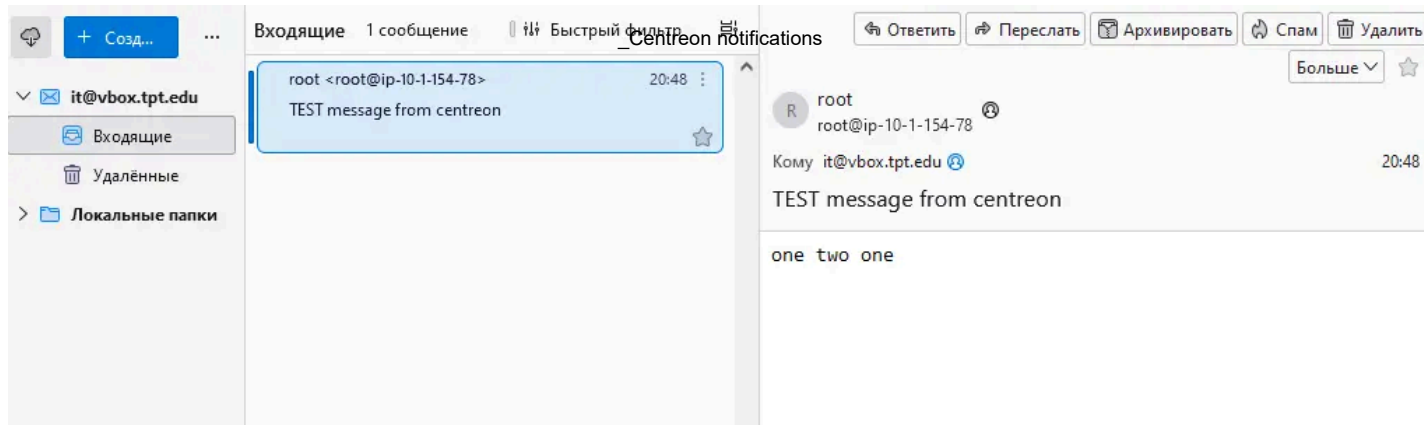 + Созд... ...
it@vbox.tpt.edu
Входящие
Удалённые
Локальные папки
Входящие 1 сообщение Быстрый фильтр
_Centreon notifications
root <root@ip-10-1-154-78> 20:48
TEST message from centreon
Ответить Переслать Архивировать Спам Удалить
Больше
R root
root@ip-10-1-154-78
Кому it@vbox.tpt.edu 20:48
TEST message from centreon
one two one